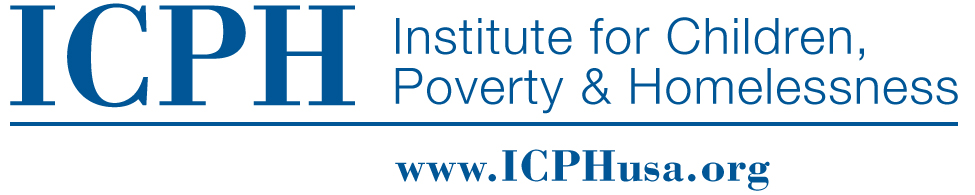 ICPH
Institute for Children,
Poverty & Homelessness
www.ICPHusa.org